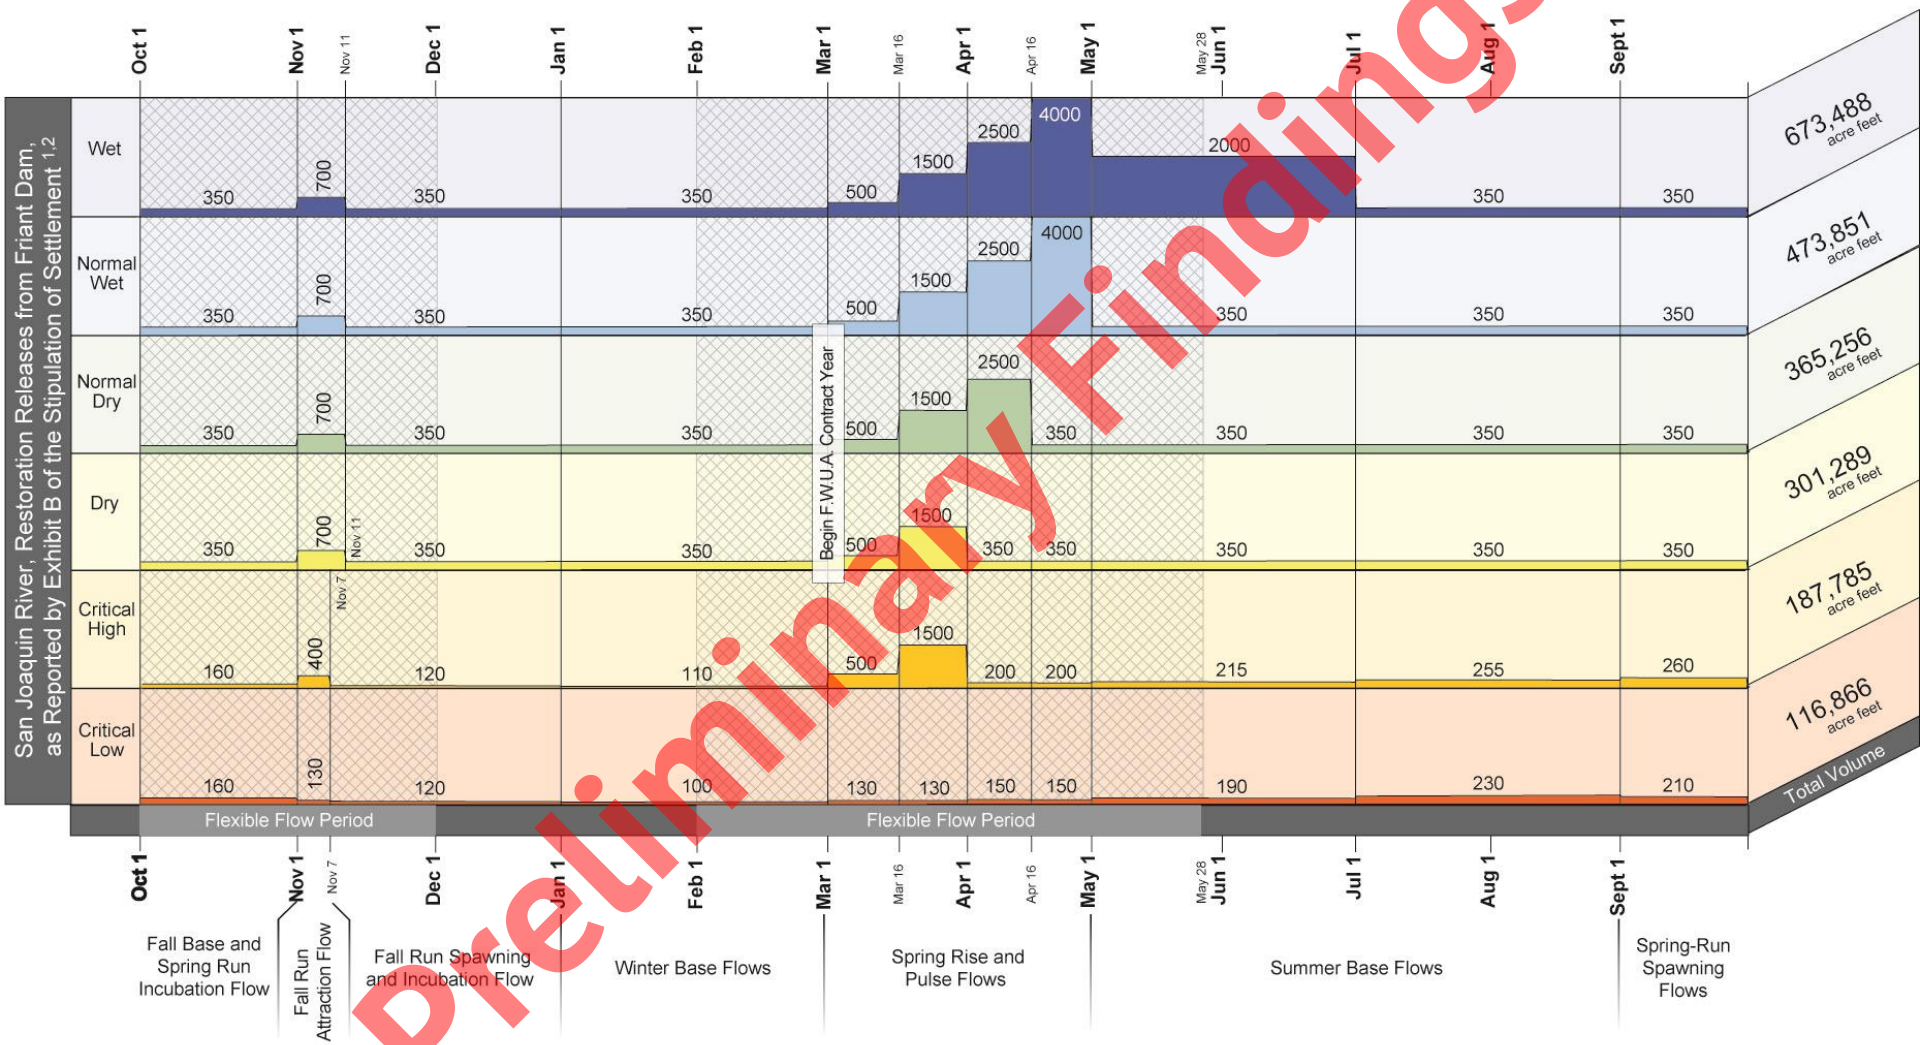 Oct 1
Nov 1
Nov 11
Dec 1
Jan 1
Feb 1
Mar 1
Mar 16
Apr 1
Apr 16
May 1
May 28
Jun 1
Jul 1
Aug 1
Sept 1
San Joaquin River, Restoration Releases from Friant Dam,
as Reported by Exhibit B of the Stipulation of Settlement 1,2
Wet
350
700
350
350
500
1500
2500
4000
2000
350
350
673,488
acre feet
Normal
Wet
350
700
350
350
500
1500
2500
4000
350
350
350
473,851
acre feet
Normal
Dry
350
700
350
350
500
1500
2500
350
350
350
350
365,256
acre feet
Begin F.W.U.A. Contract Year
Dry
350
700
Nov 11
350
350
500
1500
350
350
350
350
350
301,289
acre feet
Critical
High
160
400
Nov 7
120
110
500
1500
200
200
215
255
260
187,785
acre feet
Critical
Low
160
130
120
100
130
130
150
150
190
230
210
116,866
acre feet
Flexible Flow Period
Flexible Flow Period
Total Volume
Oct 1
Nov 1
Nov 7
Dec 1
Jan 1
Feb 1
Mar 1
Mar 16
Apr 1
Apr 16
May 1
May 28
Jun 1
Jul 1
Aug 1
Sept 1
Fall Base and
Spring Run
Incubation Flow
Fall Run
Attraction Flow
Fall Run Spawning
and Incubation Flow
Winter Base Flows
Spring Rise and
Pulse Flows
Summer Base Flows
Spring-Run
Spawning
Flows
Preliminary Findings